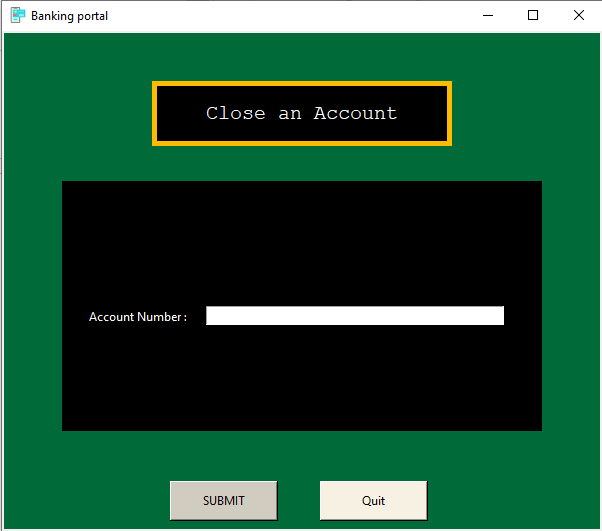 Banking portal
Close an Account
Account Number :
SUBMIT
Quit